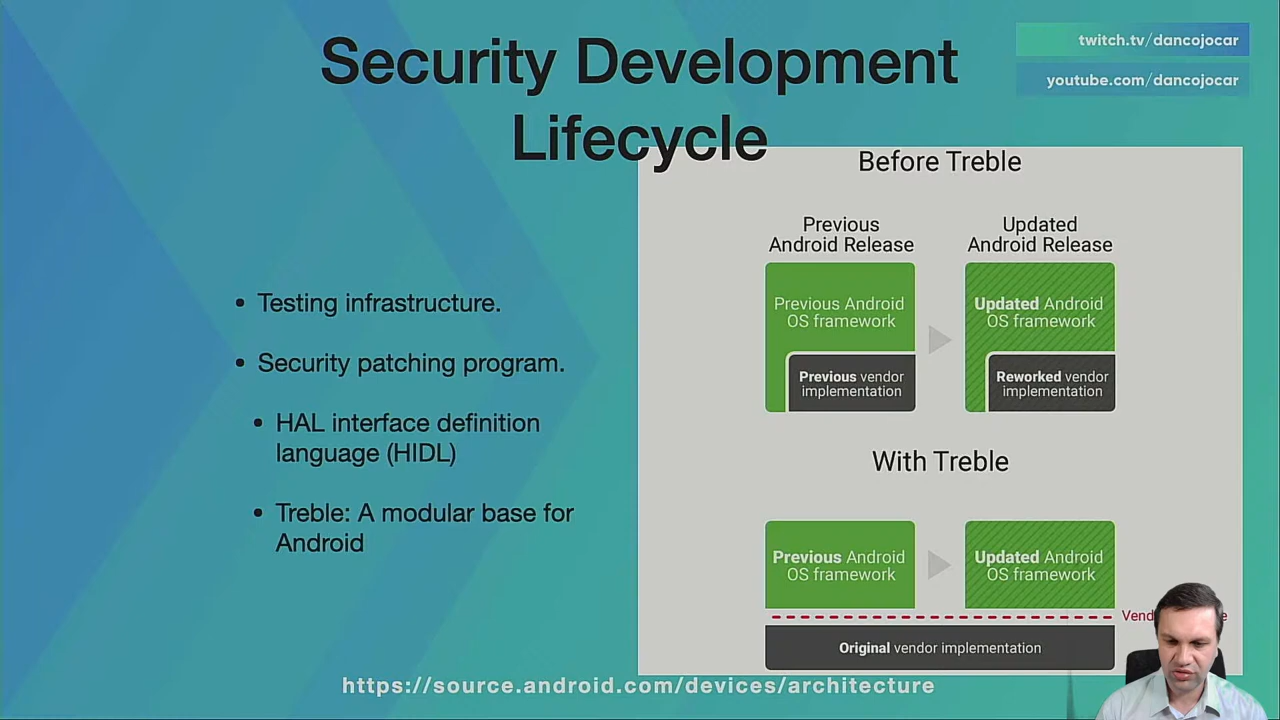 Security Development
Lifecycle
twitch.tv/dancojocar
youtube.com/dancojocar
• Testing infrastructure.
• Security patching program.
• HAL interface definition
language (HIDL)
• Treble: A modular base for
Android
Before Treble
Previous
Android Release
Updated
Android Release
Previous Android
OS framework
Previous vendor
implementation
Updated Android
OS framework
Reworked vendor
implementation
With Treble
Previous Android
OS framework
Updated Android
OS framework
Original vendor implementation
https://source.android.com/devices/architecture